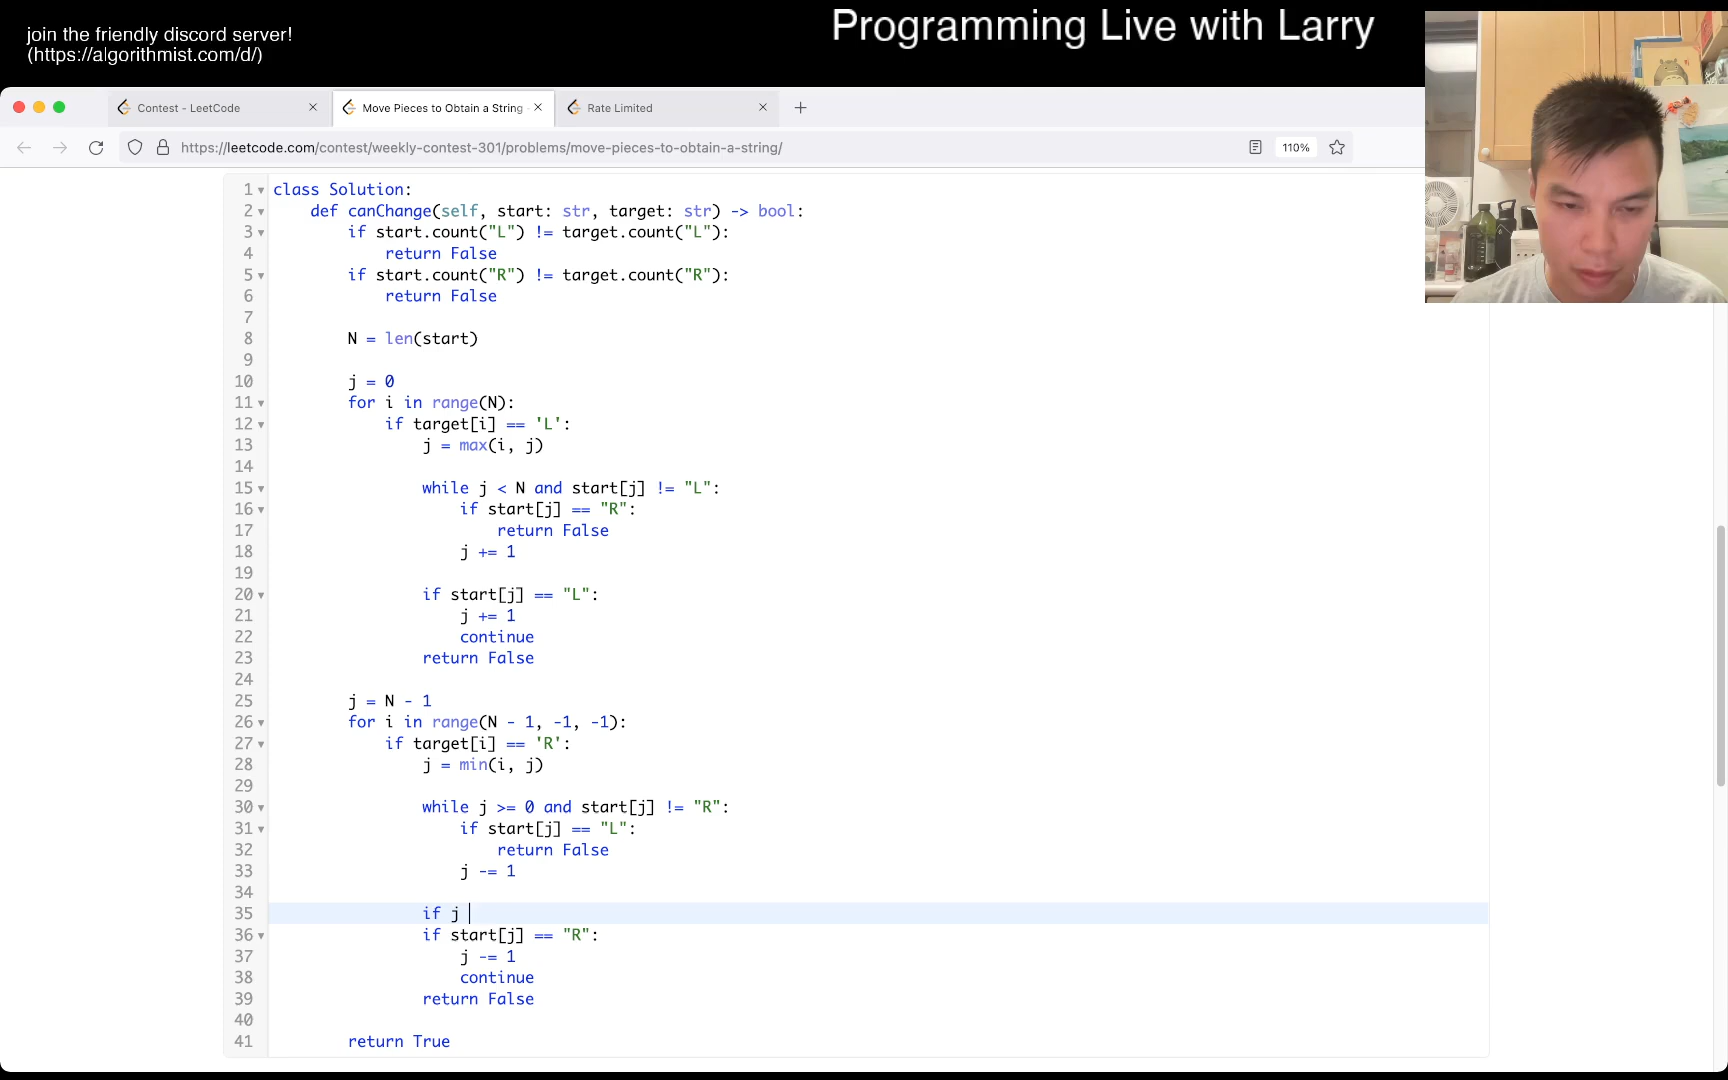 join the friendly discord server!
(https://algorithmist.com/d/)
Programming Live with Larry
Contest - LeetCode
Move Pieces to Obtain a String -
Rate Limited
https://leetcode.com/contest/weekly-contest-301/problems/move-pieces-to-obtain-a-string/
110%
1 class Solution:
2 def canChange(self, start: str, target: str) -> bool:
3 if start.count("L") != target.count("L"):
4 return False
5 if start.count("R") != target.count("R"):
6 return False
7
8 N = len(start)
9
10 j = 0
11 for i in range(N):
12 if target[i] == 'L':
13 j = max(i, j)
14
15 while j < N and start[j] != "L":
16 if start[j] == "R":
17 return False
18 j += 1
19
20 if start[j] == "L":
21 j += 1
22 continue
23 return False
24
25 j = N - 1
26 for i in range(N - 1, -1, -1):
27 if target[i] == 'R':
28 j = min(i, j)
29
30 while j >= 0 and start[j] != "R":
31 if start[j] == "L":
32 return False
33 j -= 1
34
35 if j
36 if start[j] == "R":
37 j -= 1
38 continue
39 return False
40
41 return True